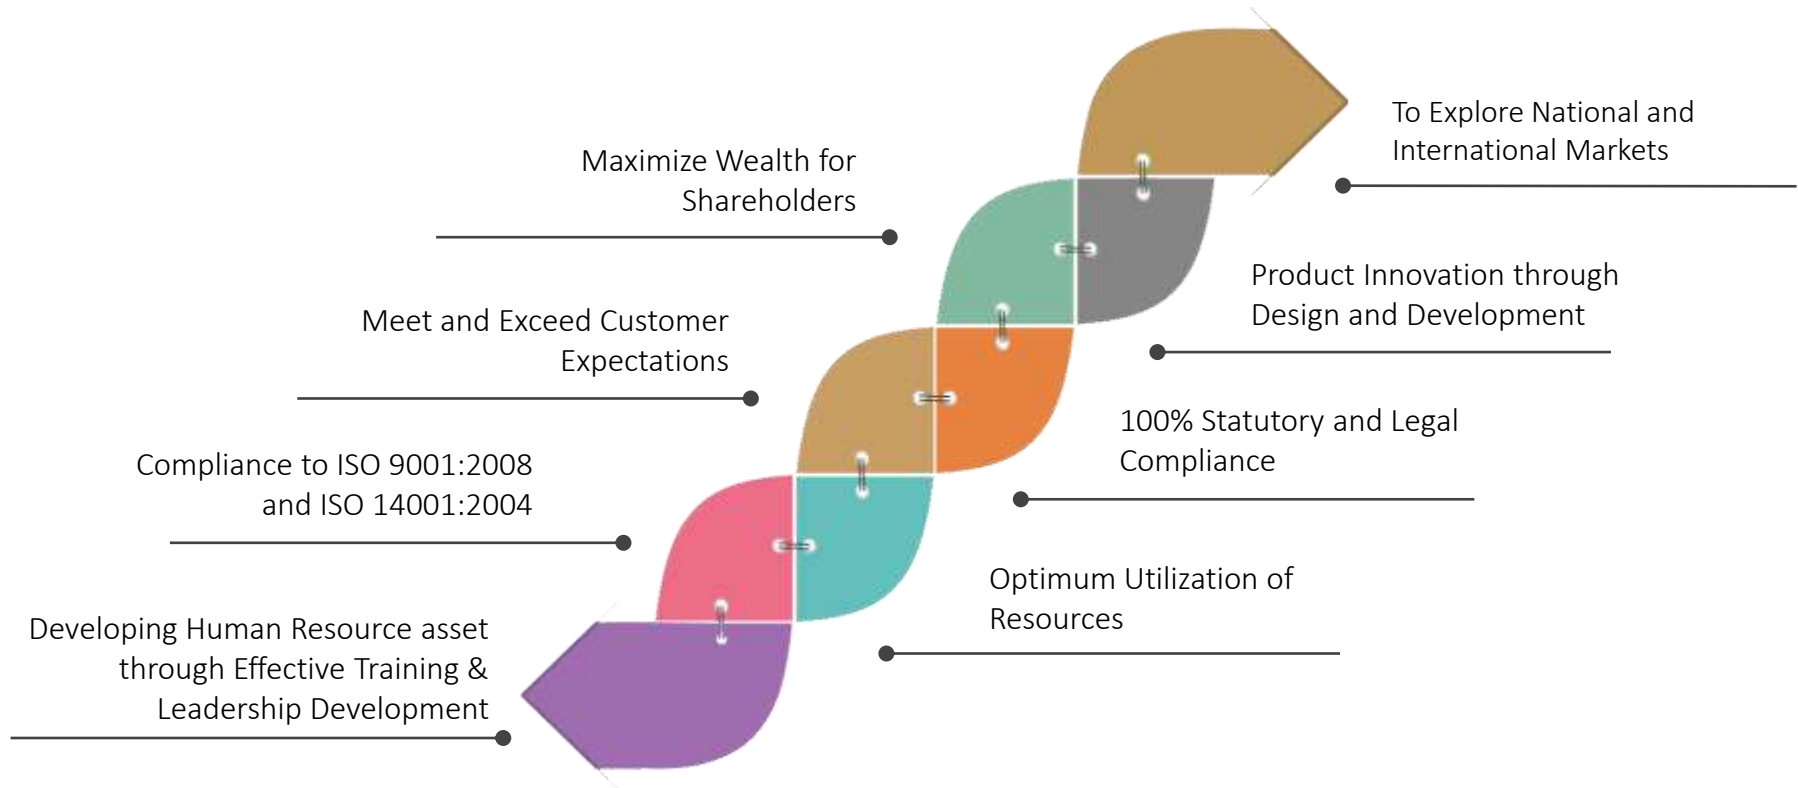 To Explore National and
International Markets
Maximize Wealth for
Shareholders
Product Innovation through
Design and Development
Meet and Exceed Customer
Expectations
100% Statutory and Legal
Compliance
Compliance to ISO 9001:2008
and ISO 14001:2004
Optimum Utilization of
Resources
Developing Human Resource asset
through Effective Training &
Leadership Development